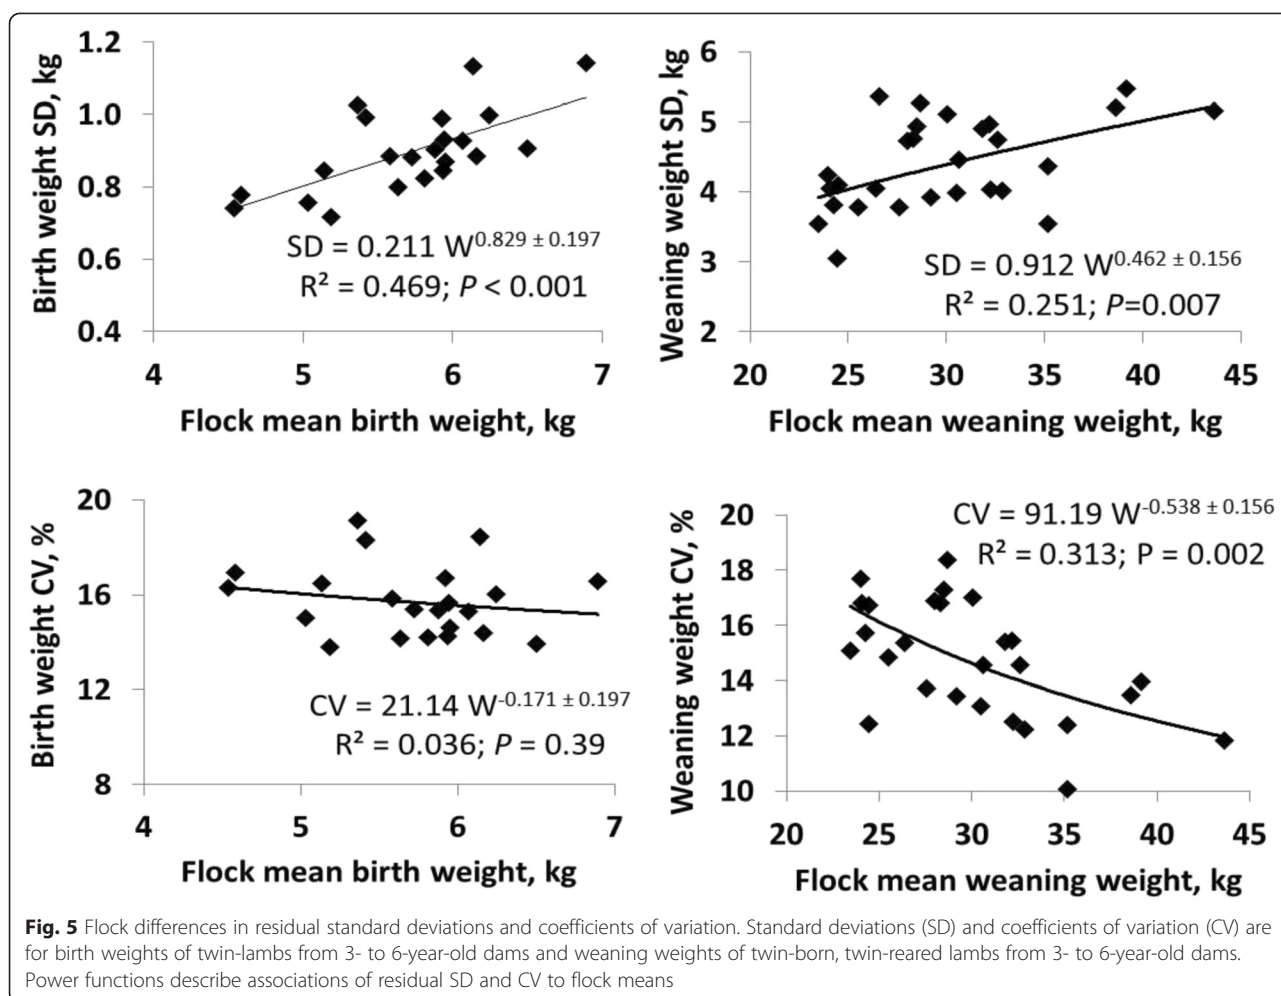 Birth weight SD, kg
1.2
1.0
0.8
0.6
0.4
SD = 0.211 W^0.829 ± 0.197
R² = 0.469; P < 0.001
4 5 6 7
Flock mean birth weight, kg
Weaning weight SD, kg
6
5
4
3
2
SD = 0.912 W^0.462 ± 0.156
R² = 0.251; P=0.007
20 25 30 35 40 45
Flock mean weaning weight, kg
Birth weight CV, %
20
16
12
8
CV = 21.14 W^-0.171 ± 0.197
R² = 0.036; P = 0.39
4 5 6 7
Flock mean birth weight, kg
Weaning weight CV, %
20
18
16
14
12
10
CV = 91.19 W^-0.538 ± 0.156
R² = 0.313; P = 0.002
20 25 30 35 40 45
Flock mean weaning weight, kg
Fig. 5 Flock differences in residual standard deviations and coefficients of variation. Standard deviations (SD) and coefficients of variation (CV) are
for birth weights of twin-lambs from 3- to 6-year-old dams and weaning weights of twin-born, twin-reared lambs from 3- to 6-year-old dams.
Power functions describe associations of residual SD and CV to flock means